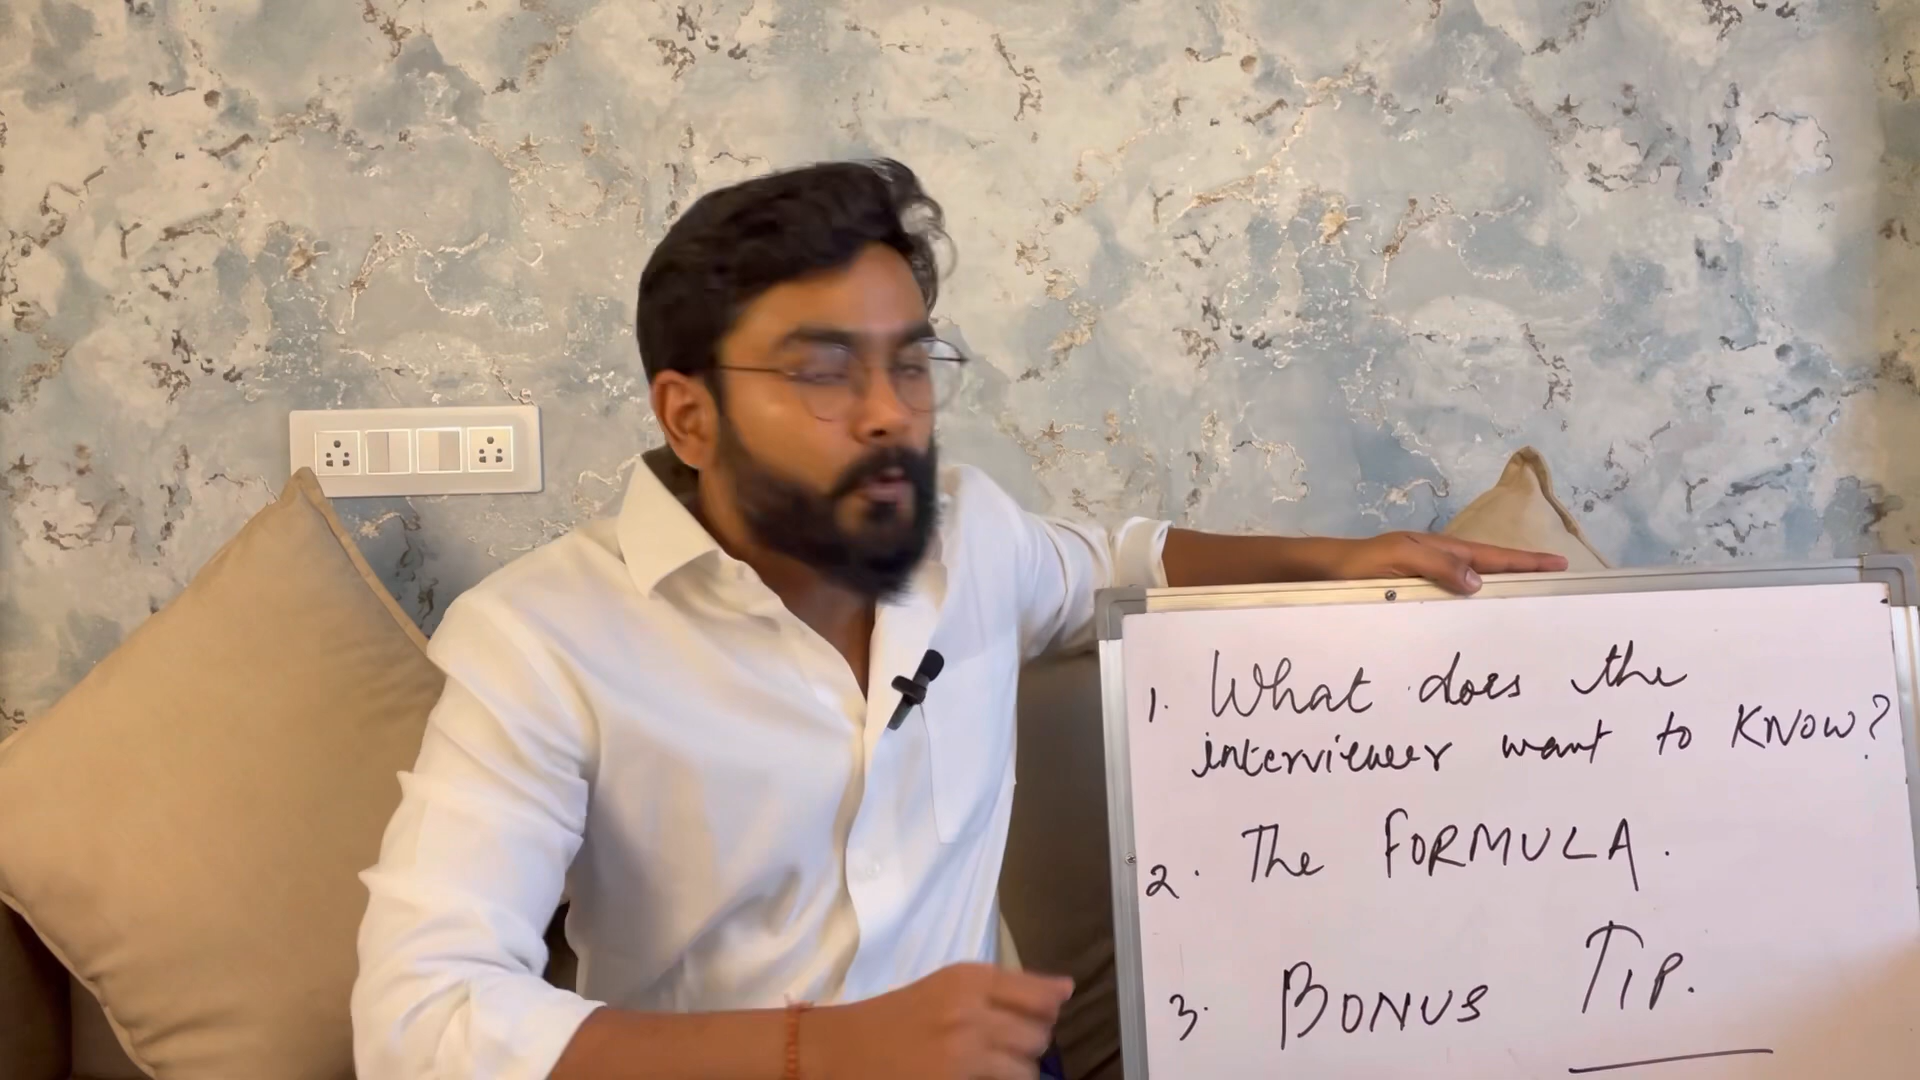 1. What does the
interviewer want to KNOW?
2. The FORMULA.
3. BONUS TIP.